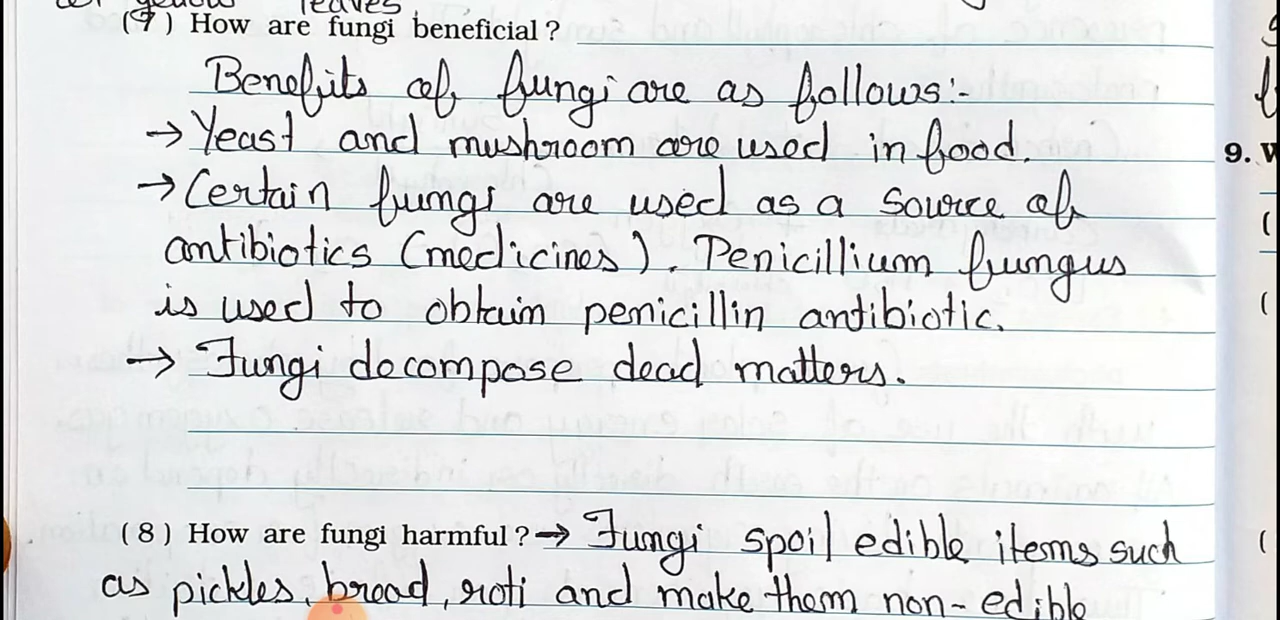 leaves
(7) How are fungi beneficial?
Benefits of fungi are as follows:-
→ Yeast and mushroom are used in food.
→ Certain fungi are used as a source of
antibiotics (medicines). Penicillium fungus
is used to obtain penicillin antibiotic.
→ Fungi decompose dead matters.
(8) How are fungi harmful? → Fungi spoil edible items such
as pickles, bread, roti and make them non-edible
9.